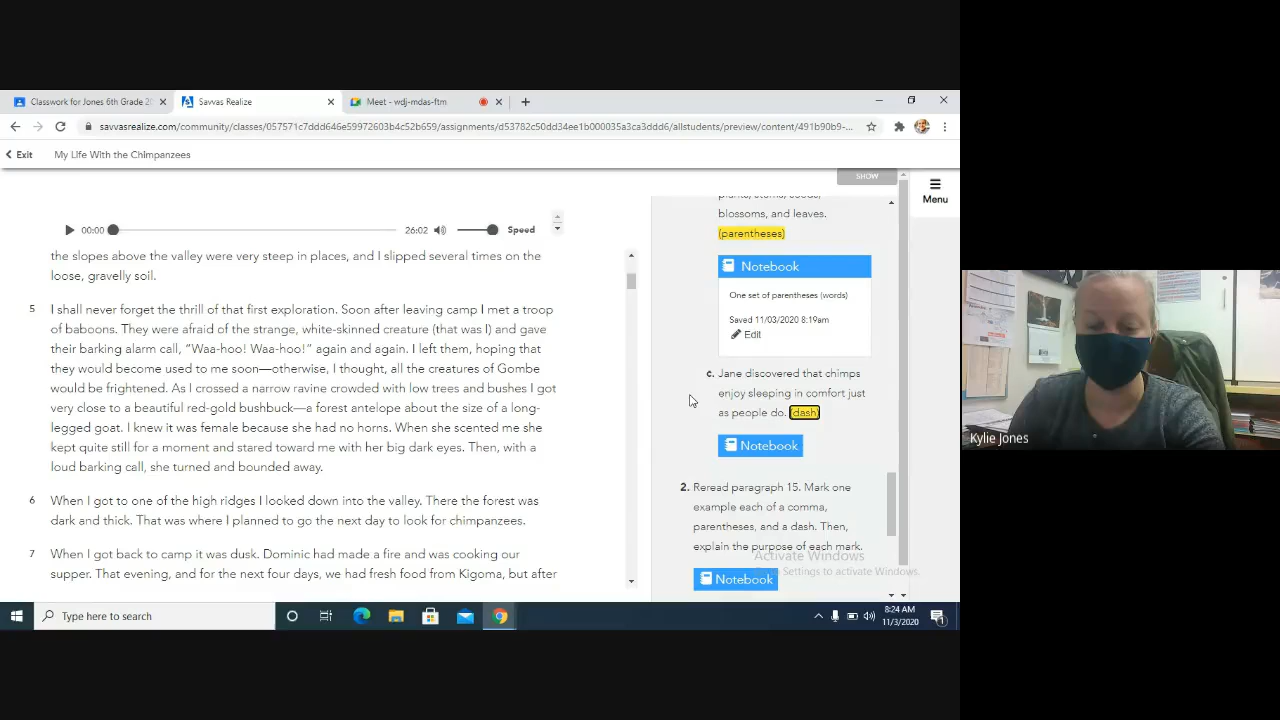 Classwork for Jones 6th Grade 2
Savvas Realize
Meet - wdj-mdas-ftm
savvasrealize.com/community/classes/057571c7ddd646e59972603b4c52b659/assignments/d53782c50dd34ee1b000035a3ca3ddd6/allstudents/preview/content/491b90b9-...
Exit
My Life With the Chimpanzees
SHOW
Menu
00:00
26:02
Speed
the slopes above the valley were very steep in places, and I slipped several times on the
loose, gravelly soil.
5
I shall never forget the thrill of that first exploration. Soon after leaving camp I met a troop
of baboons. They were afraid of the strange, white-skinned creature (that was I) and gave
their barking alarm call, "Waa-hoo! Waa-hoo!" again and again. I left them, hoping that
they would become used to me soon—otherwise, I thought, all the creatures of Gombe
would be frightened. As I crossed a narrow ravine crowded with low trees and bushes I got
very close to a beautiful red-gold bushbuck—a forest antelope about the size of a long-
legged goat. I knew it was female because she had no horns. When she scented me she
kept quite still for a moment and stared toward me with her big dark eyes. Then, with a
loud barking call, she turned and bounded away.
6
When I got to one of the high ridges I looked down into the valley. There the forest was
dark and thick. That was where I planned to go the next day to look for chimpanzees.
7
When I got back to camp it was dusk. Dominic had made a fire and was cooking our
supper. That evening, and for the next four days, we had fresh food from Kigoma, but after
plants, stems, seeds,
blossoms, and leaves.
(parentheses)
Notebook
One set of parentheses (words)
Saved 11/03/2020 8:19am
Edit
c. Jane discovered that chimps
enjoy sleeping in comfort just
as people do. (dash)
Notebook
2. Reread paragraph 15. Mark one
example each of a comma,
parentheses, and a dash. Then,
explain the purpose of each mark.
Notebook
Activate Windows
Settings to activate Windows.
Type here to search
8:24 AM
11/3/2020
1
Kylie Jones